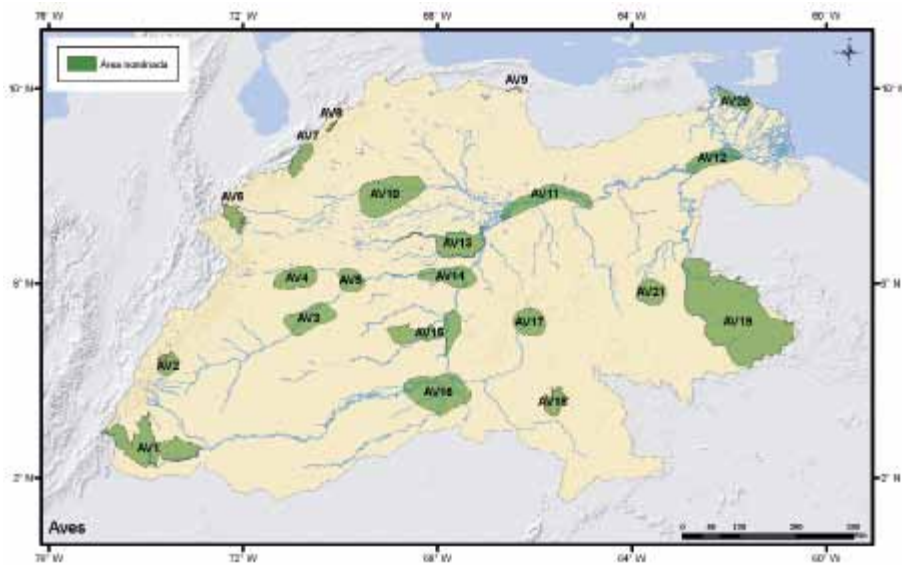 76° W 72° W 68° W 64° W 60° W
Área nominada
10° N
10° N
AV9
AV8
AV20
AV7
AV12
AV10
AV11
AV6
AV13
AV14
AV4
AV5
6° N
6° N
AV21
AV3
AV17
AV19
AV15
AV2
AV16
AV18
AV1
2° N
2° N
Aves
76° W 72° W 68° W 64° W 60° W